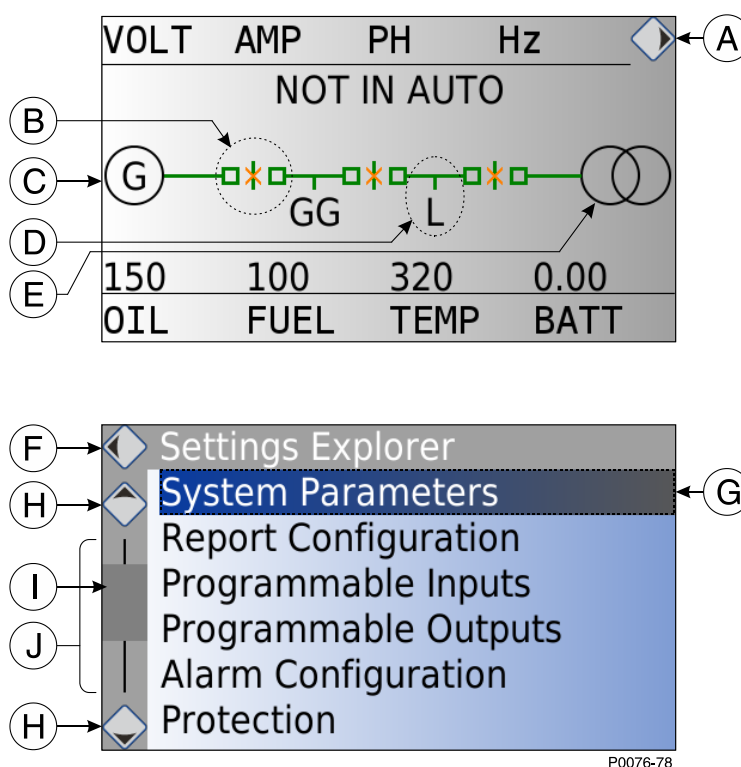 VOLT AMP PH Hz
A
NOT IN AUTO
B
C
G
GG
L
D
E
150 100 320 0.00
OIL FUEL TEMP BATT
F
Settings Explorer
H
System Parameters
G
Report Configuration
I
Programmable Inputs
J
Programmable Outputs
Alarm Configuration
H
Protection
P0076-78